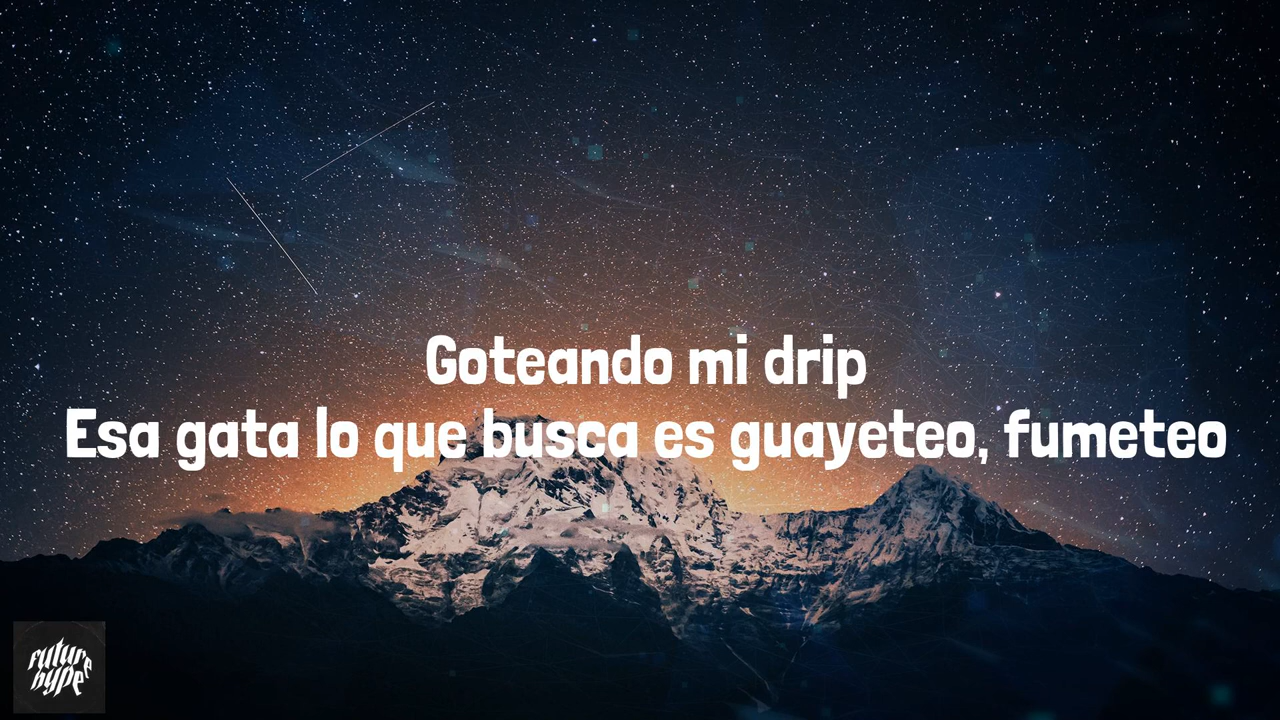 Goteando mi drip
Esa gata lo que busca es guayeteo, fumeteo
future
hype